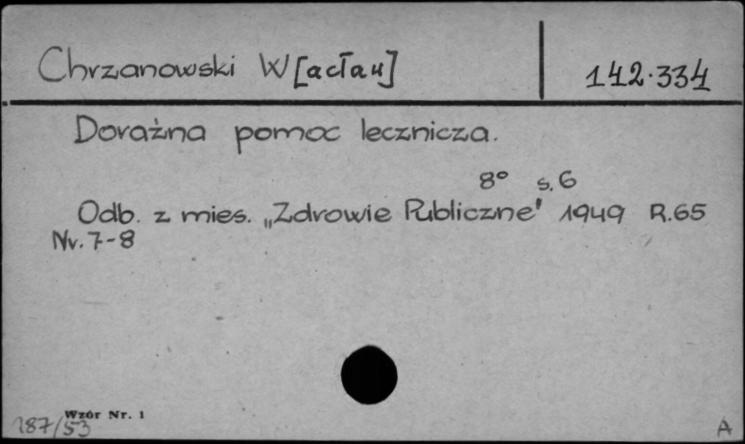 Chrzanowski W[acław]
142.334
Doraźna pomoc lecznicza.
8° s. 6
Odb. z mies. „Zdrowie Publiczne" 1949 R.65
Nr. 7-8
Wzór Nr. 1
187/53
A